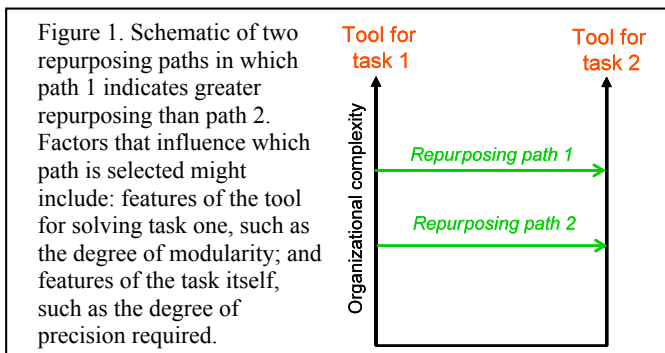 Figure 1. Schematic of two
repurposing paths in which
path 1 indicates greater
repurposing than path 2.
Factors that influence which
path is selected might
include: features of the tool
for solving task one, such as
the degree of modularity; and
features of the task itself,
such as the degree of
precision required.
Tool for
task 1
Tool for
task 2
Organizational complexity
Repurposing path 1
Repurposing path 2